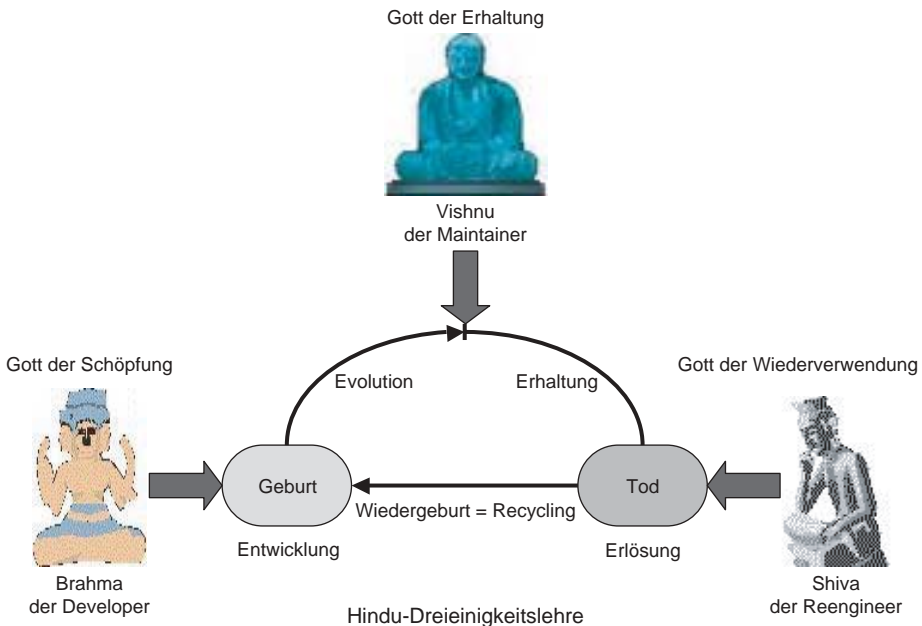 Gott der Erhaltung
Vishnu
der Maintainer
Gott der Schöpfung
Gott der Wiederverwendung
Evolution
Erhaltung
Geburt
Tod
Wiedergeburt = Recycling
Entwicklung
Erlösung
Brahma
der Developer
Shiva
der Reengineer
Hindu-Dreieinigkeitslehre